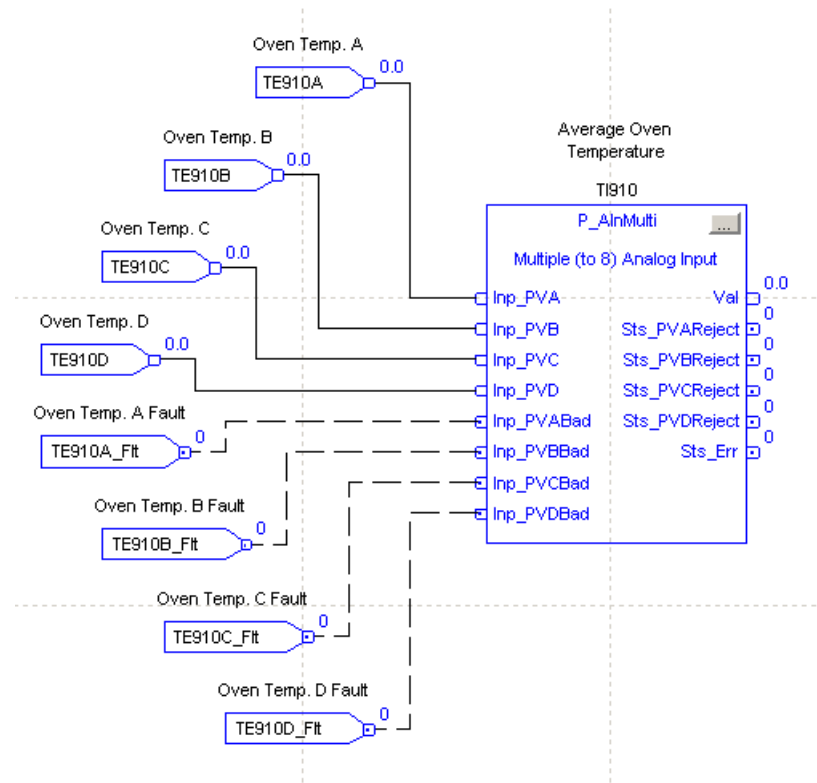 Oven Temp. A
0.0
TE910A
Average Oven
Temperature
Oven Temp. B
0.0
TE910B
TI910
P_AInMulti
...
Multiple (to 8) Analog Input
Oven Temp. C
0.0
TE910C
Inp_PVA
Val
0.0
Oven Temp. D
0.0
TE910D
Inp_PVB
Sts_PVAReject
0
Inp_PVC
Sts_PVBReject
0
Inp_PVD
Sts_PVCReject
0
Oven Temp. A Fault
0
TE910A_Flt
Inp_PVABad
Sts_PVDReject
0
Inp_PVBBad
Sts_Err
0
Inp_PVCBad
Inp_PVDBad
Oven Temp. B Fault
0
TE910B_Flt
Oven Temp. C Fault
0
TE910C_Flt
Oven Temp. D Fault
0
TE910D_Flt